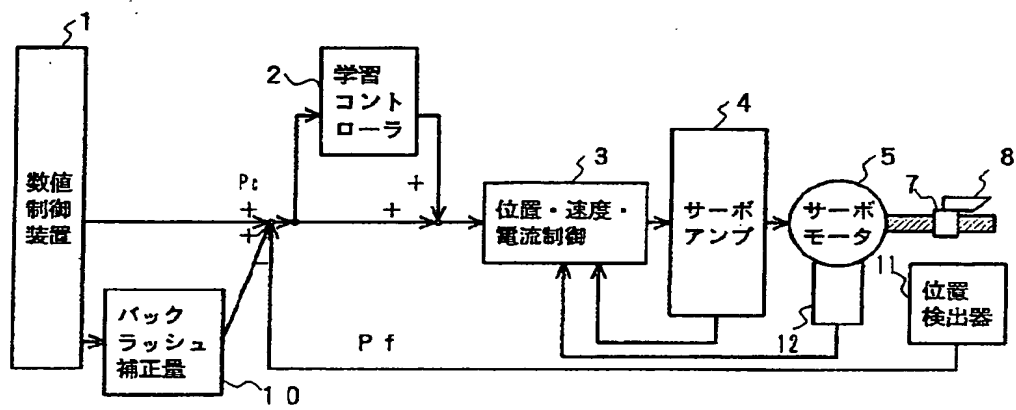 1
数値
制御
装置
2
学習
コント
ローラ
Pc
+
+
-
+
+
3
位置・速度・
電流制御
4
サーボ
アンプ
5
サーボ
モータ
7
8
11
位置
検出器
12
バック
ラッシュ
補正量
10
Pf